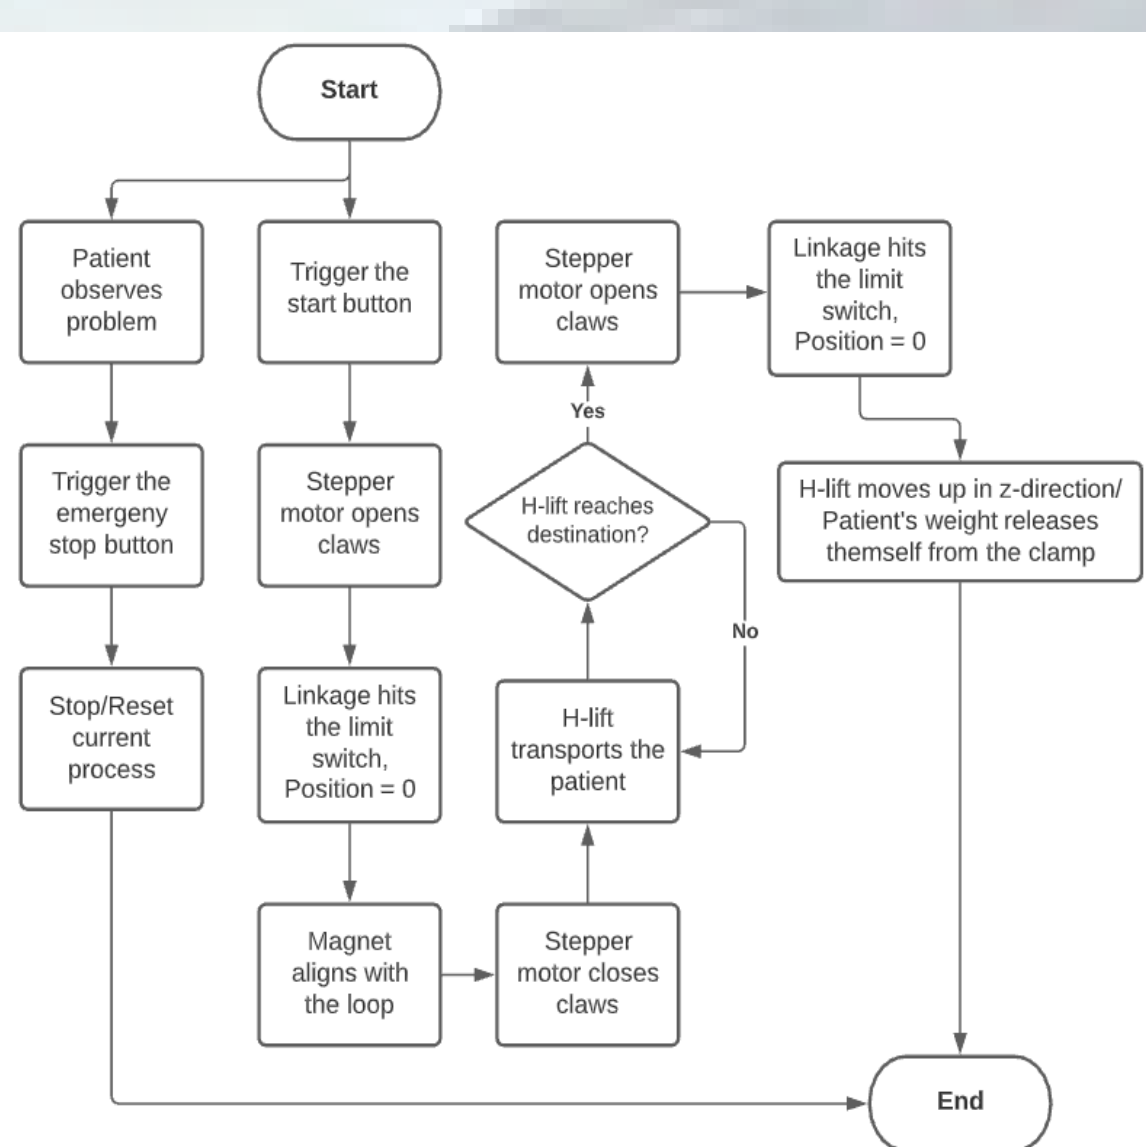 Start
Patient
observes
problem
Trigger the
emergeny
stop button
Stop/Reset
current
process
Trigger the
start button
Stepper
motor opens
claws
Linkage hits
the limit
switch,
Position = 0
Magnet
aligns with
the loop
Stepper
motor closes
claws
H-lift
transports the
patient
H-lift reaches
destination?
No
Yes
Stepper
motor opens
claws
Linkage hits
the limit
switch,
Position = 0
H-lift moves up in z-direction/
Patient's weight releases
themself from the clamp
End